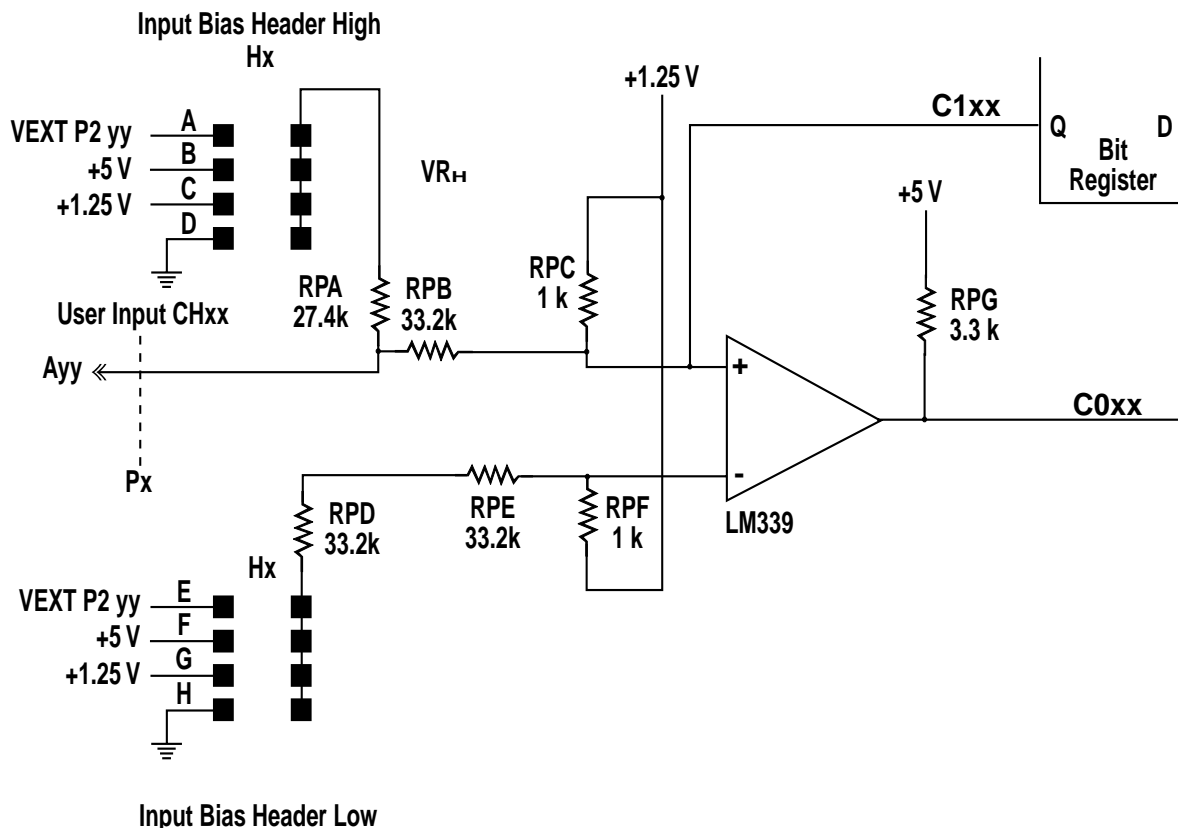 Input Bias Header High
Hx
+1.25 V
C1xx
Q
D
Bit
Register
VEXT P2 yy
A
+5 V
B
+1.25 V
C
D
VRH
+5 V
RPC
1 k
RPA
27.4k
RPB
33.2k
RPG
3.3 k
User Input CHxx
Ayy
+
C0xx
Px
-
RPD
33.2k
RPE
33.2k
RPF
1 k
LM339
Hx
VEXT P2 yy
E
+5 V
F
+1.25 V
G
H
Input Bias Header Low